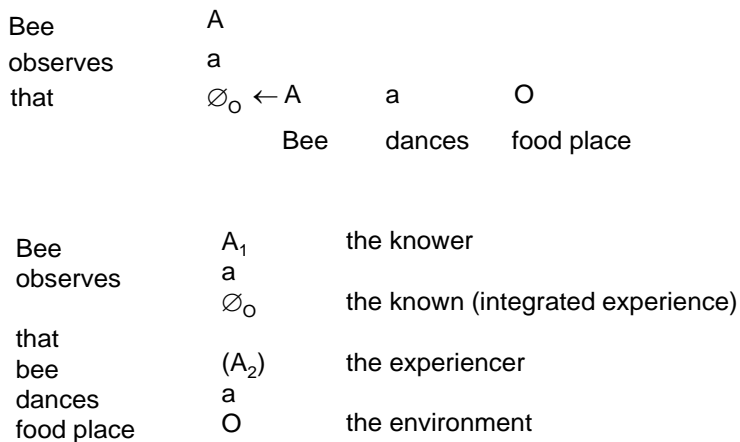 Bee A
observes a
that ∅O ← A a O
Bee dances food place
Bee A1 the knower
observes a
∅O the known (integrated experience)
that
bee (A2) the experiencer
dances a
food place O the environment